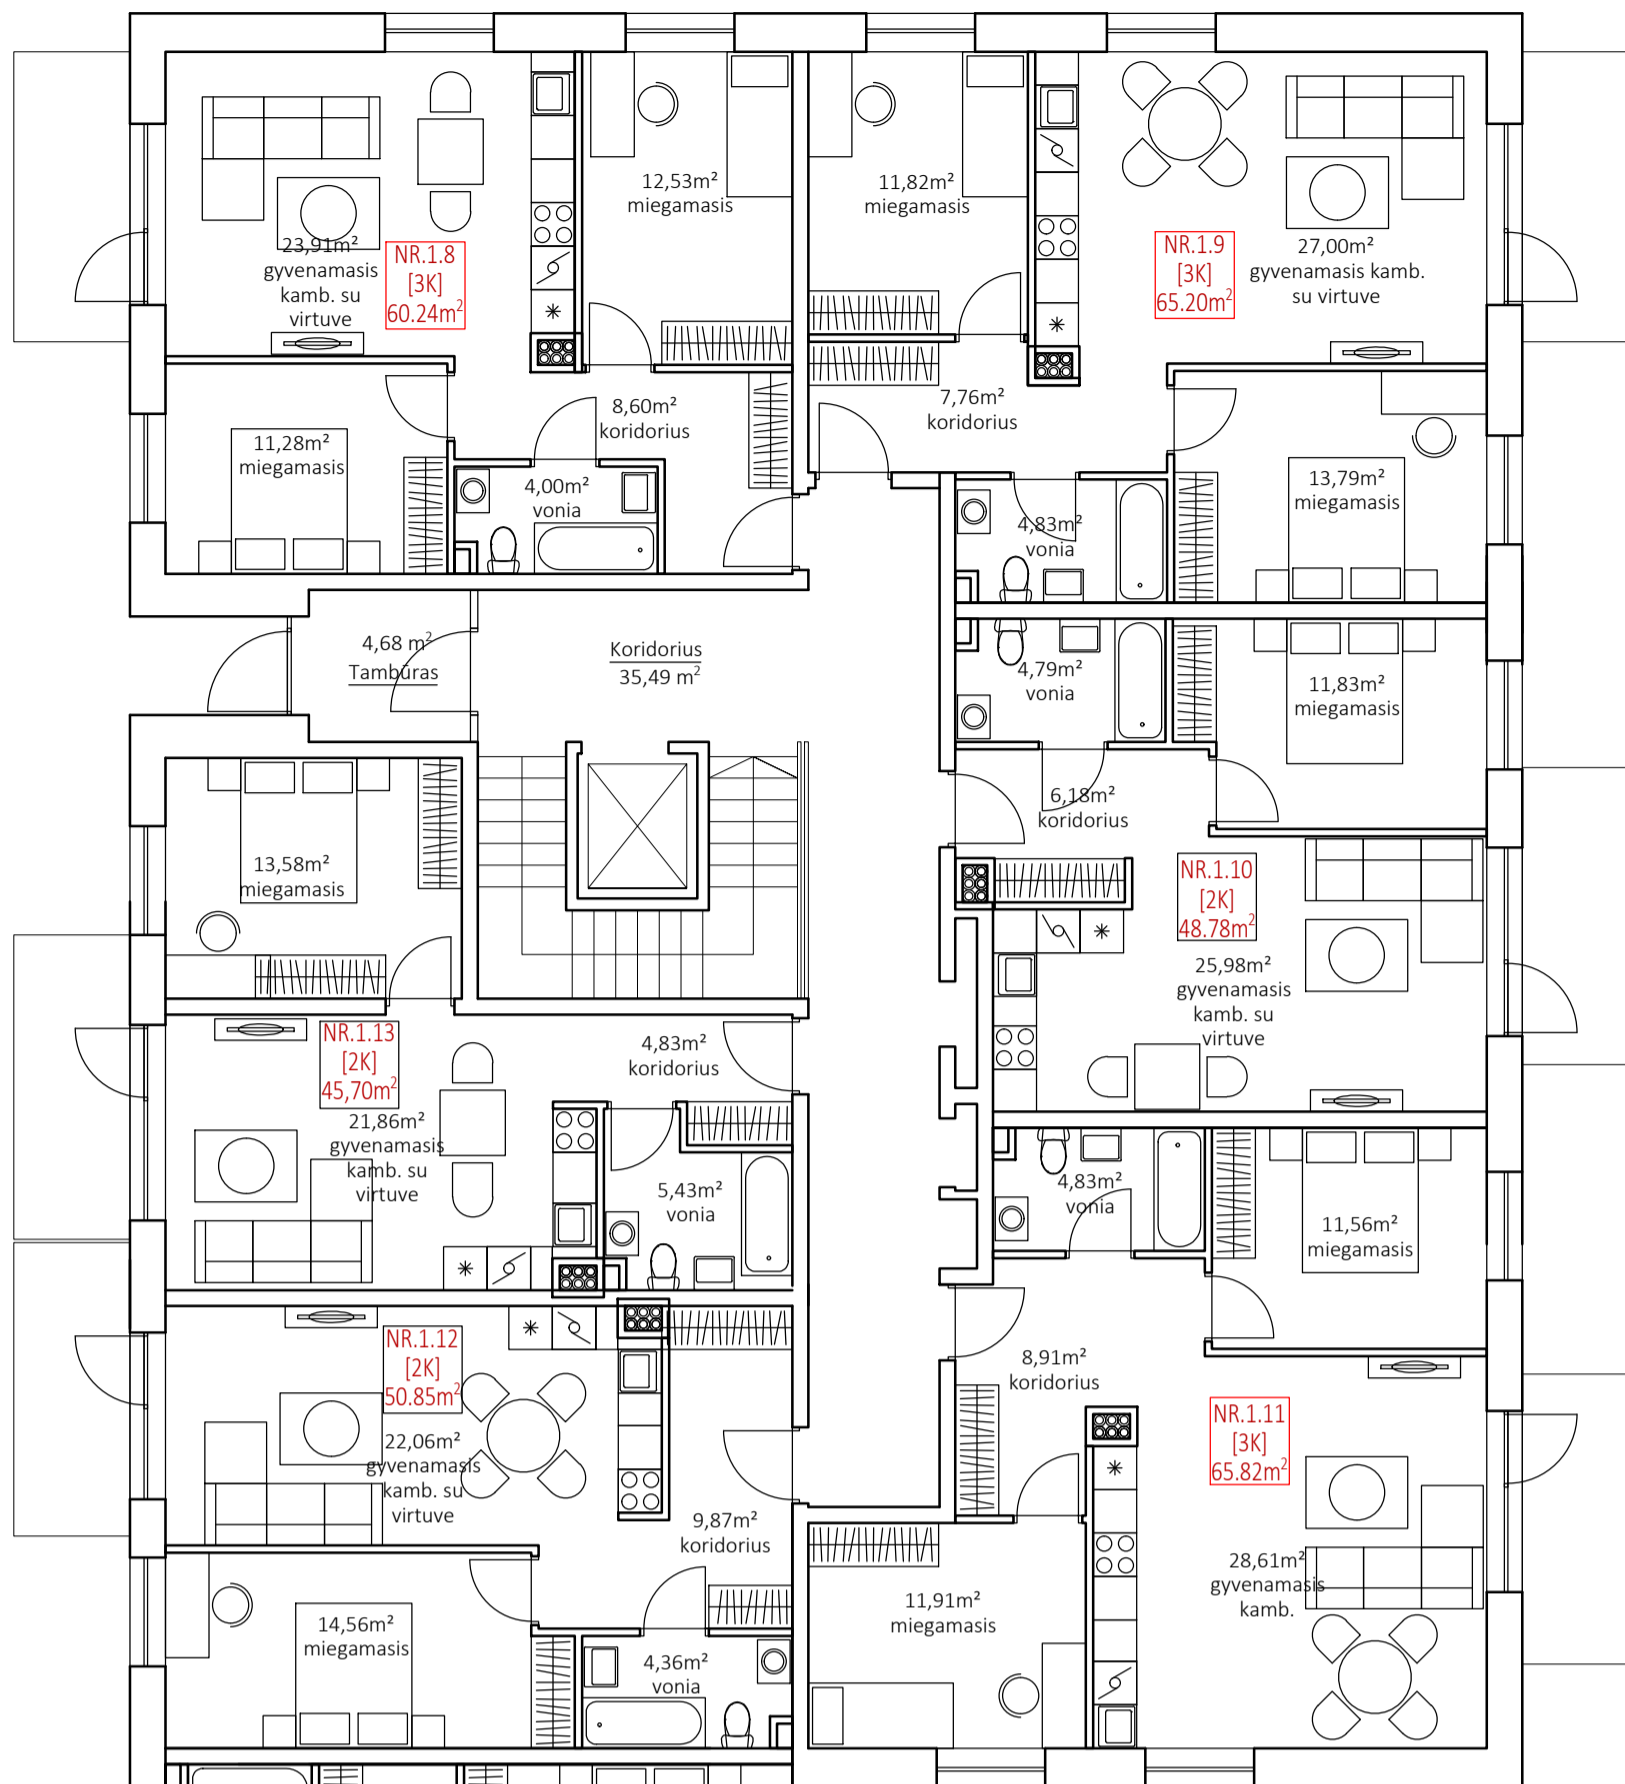 12,53m²
miegamasis
11,82m²
miegamasis
23,91m²
gyvenamasis
kamb. su
virtuve
NR.1.8
[3K]
60.24m²
NR.1.9
[3K]
65.20m²
27,00m²
gyvenamasis kamb.
su virtuve
8,60m²
koridorius
7,76m²
koridorius
11,28m²
miegamasis
4,00m²
vonia
4,83m²
vonia
13,79m²
miegamasis
4,68 m²
Tambūras
Koridorius
35,49 m²
4,79m²
vonia
11,83m²
miegamasis
6,18m²
koridorius
13,58m²
miegamasis
NR.1.10
[2K]
48.78m²
25,98m²
gyvenamasis
kamb. su
virtuve
NR.1.13
[2K]
45,70m²
4,83m²
koridorius
21,86m²
gyvenamasis
kamb. su
virtuve
5,43m²
vonia
4,83m²
vonia
11,56m²
miegamasis
NR.1.12
[2K]
50.85m²
22,06m²
gyvenamasis
kamb. su
virtuve
8,91m²
koridorius
NR.1.11
[3K]
65.82m²
9,87m²
koridorius
28,61m²
gyvenamasis
kamb.
11,91m²
miegamasis
14,56m²
miegamasis
4,36m²
vonia